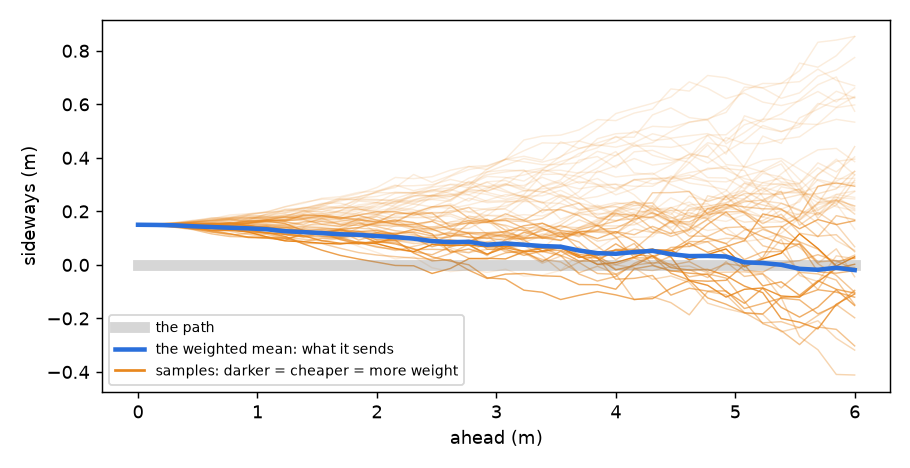 0.8
0.6
0.4
0.2
0.0
−0.2
−0.4
sideways (m)
the path
the weighted mean: what it sends
samples: darker = cheaper = more weight
0 1 2 3 4 5 6
ahead (m)